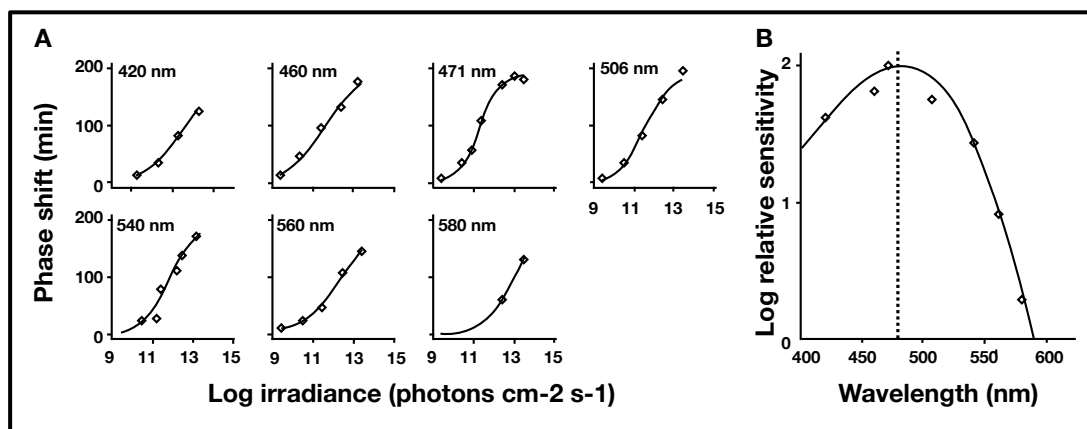 A
B
200
100
0
420 nm
460 nm
471 nm
506 nm
9 11 13 15
200
100
0
540 nm
560 nm
580 nm
9 11 13 15
9 11 13 15
9 11 13 15
Phase shift (min)
Log irradiance (photons cm-2 s-1)
2
1
0
400 450 500 550 600
Log relative sensitivity
Wavelength (nm)